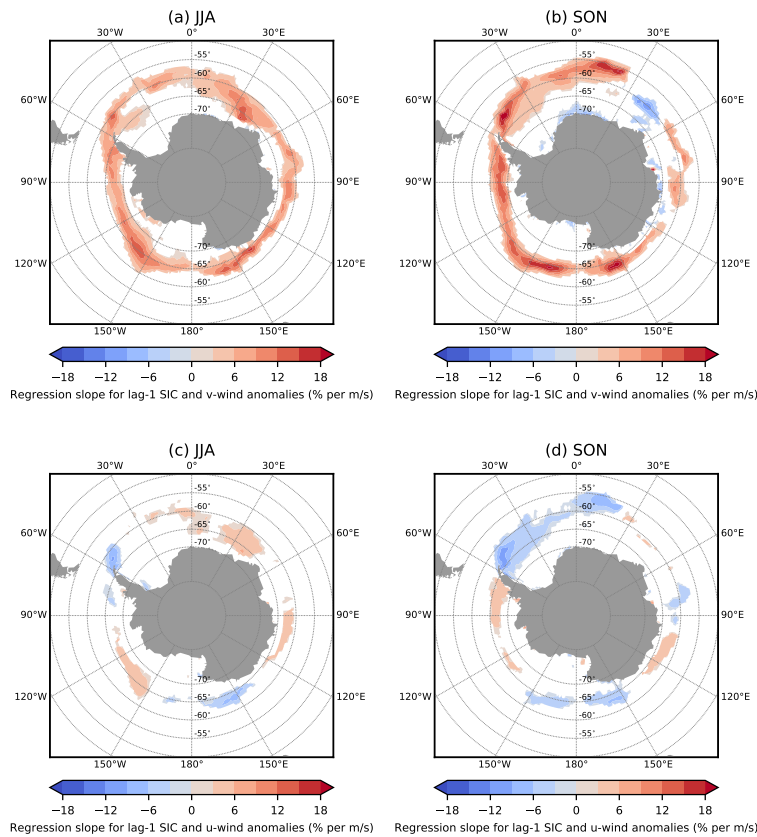 (a) JJA
(b) SON
30°W 0° 30°E
30°W 0° 30°E
-55°
-55°
-60°
-60°
60°W -65° 60°E
60°W -65° 60°E
-70°
-70°
90°W 90°E
90°W 90°E
-70°
-70°
120°W -65° 120°E
120°W -65° 120°E
-60°
-60°
-55°
-55°
150°W 180° 150°E
150°W 180° 150°E
−18 −12 −6 0 6 12 18
−18 −12 −6 0 6 12 18
Regression slope for lag-1 SIC and v-wind anomalies (% per m/s)
Regression slope for lag-1 SIC and v-wind anomalies (% per m/s)
(c) JJA
(d) SON
30°W 0° 30°E
30°W 0° 30°E
-55°
-55°
-60°
-60°
60°W -65° 60°E
60°W -65° 60°E
-70°
-70°
90°W 90°E
90°W 90°E
-70°
-70°
120°W -65° 120°E
120°W -65° 120°E
-60°
-60°
-55°
-55°
150°W 180° 150°E
150°W 180° 150°E
−18 −12 −6 0 6 12 18
−18 −12 −6 0 6 12 18
Regression slope for lag-1 SIC and u-wind anomalies (% per m/s)
Regression slope for lag-1 SIC and u-wind anomalies (% per m/s)